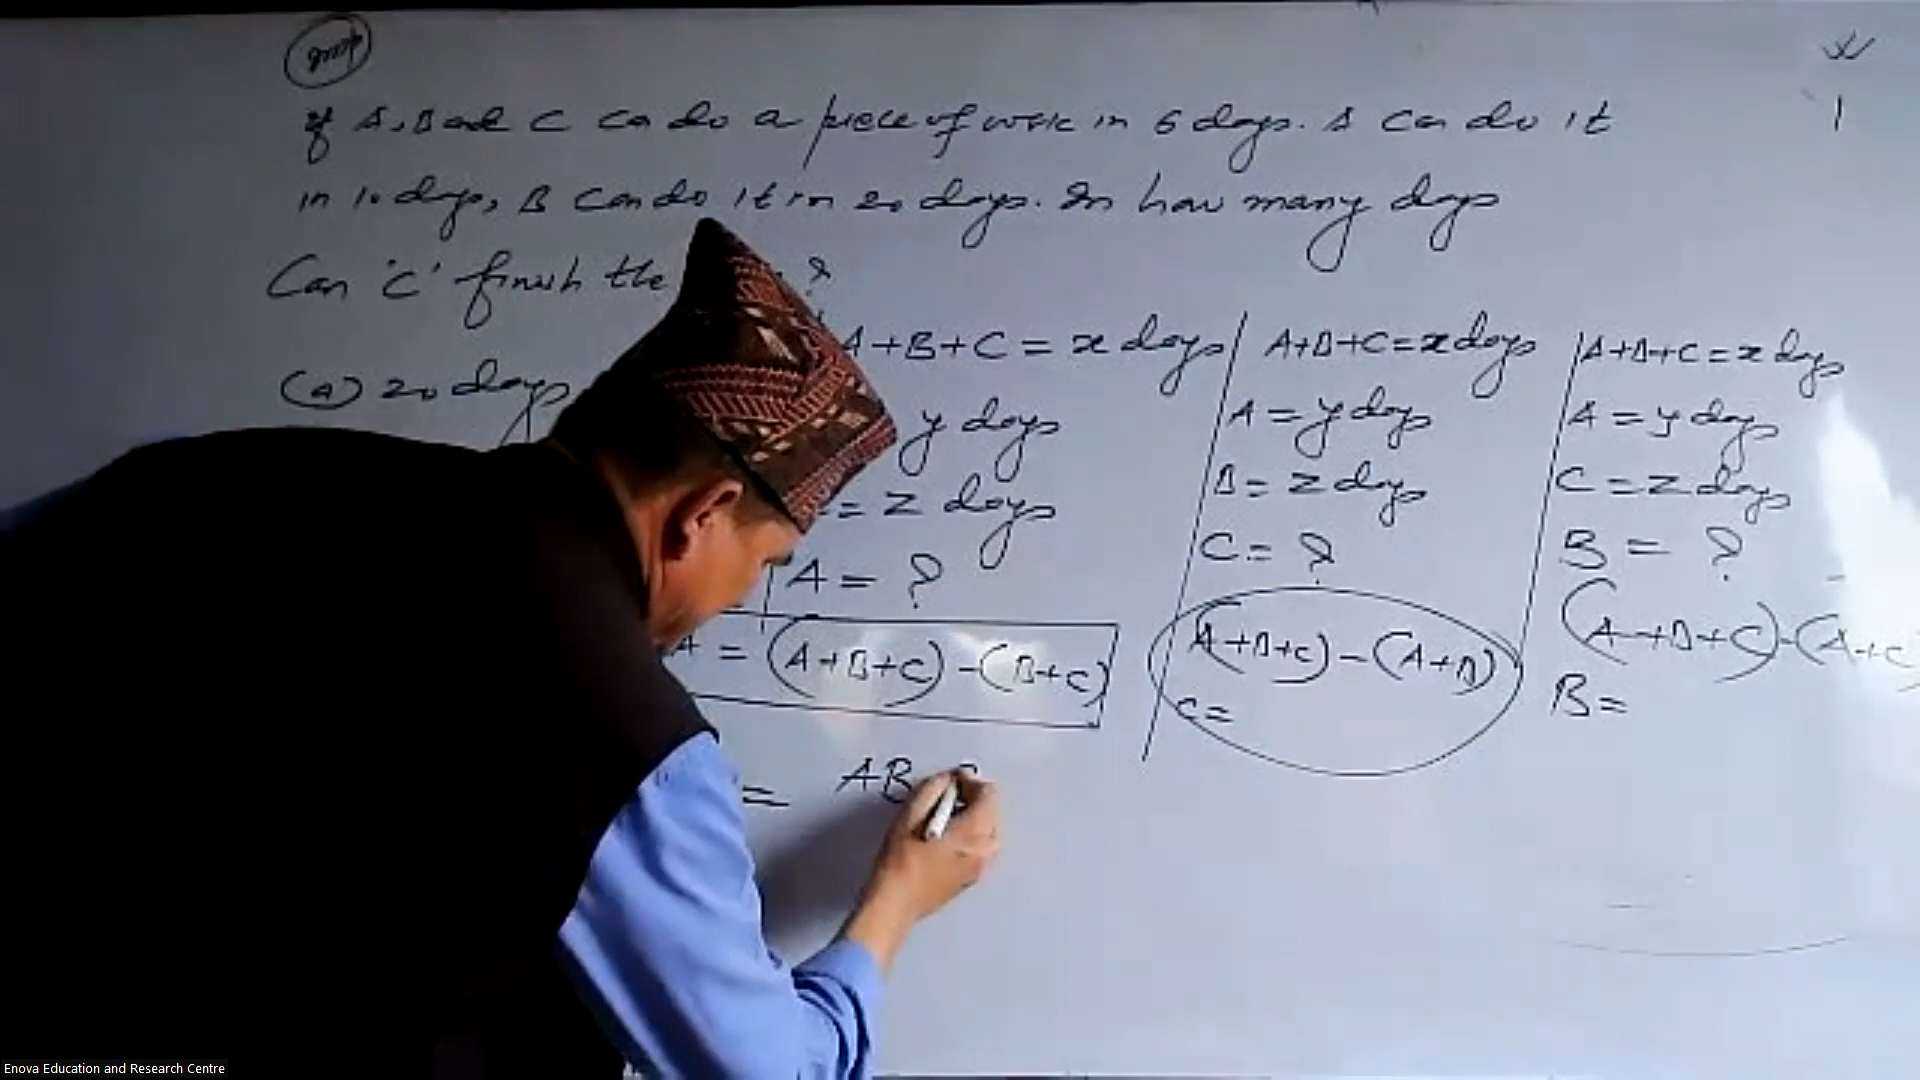 If A, B and C can do a piece of work in 6 days. A can do it
in 10 days, B can do it in 20 days. In how many days
Can 'C' finish the ?
(a) 20 days
A+B+C = x days
y days
= z days
A = ?
A = (A+B+C) - (B+C)
= AB
A+B+C = x days
A = y days
B = z days
C = ?
(A+B+C) - (A+B)
C =
A+B+C = x days
A = y days
C = z days
B = ?
(A+B+C) - (A+C
B =
W
1
Enova Education and Research Centre